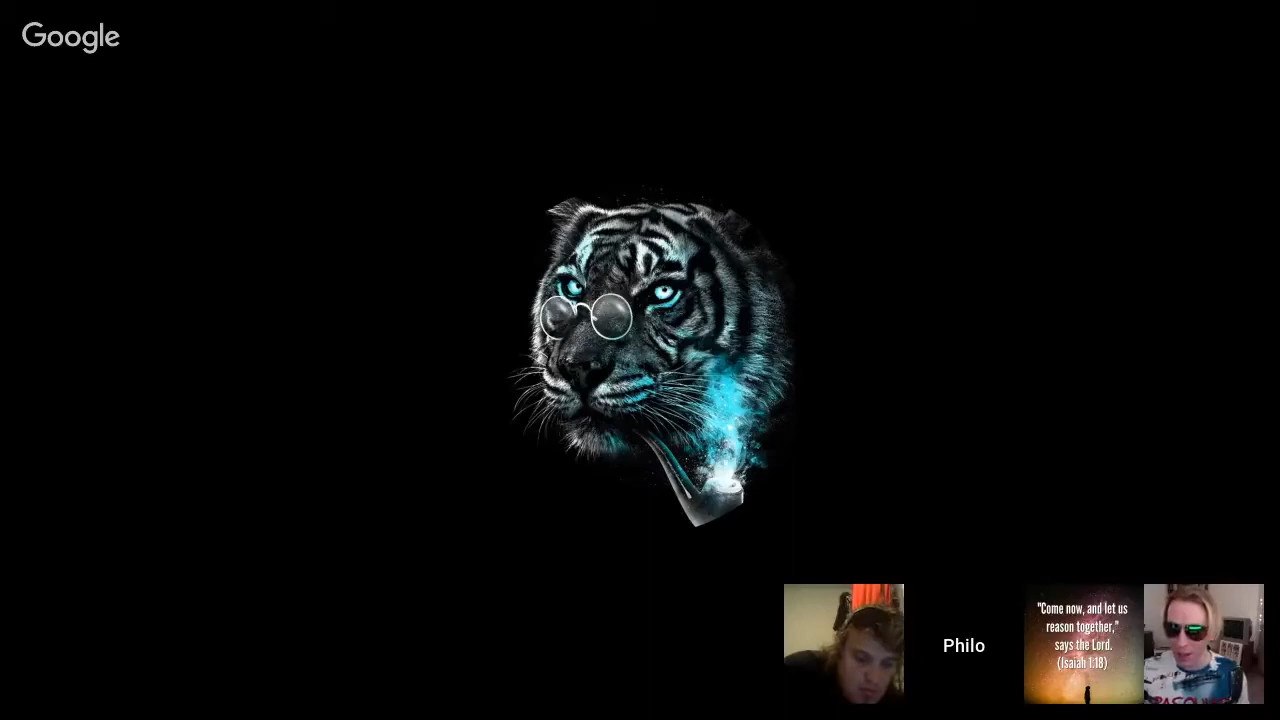 Google
Philo
"Come now, and let us
reason together,"
says the Lord.
(Isaiah 1:18)